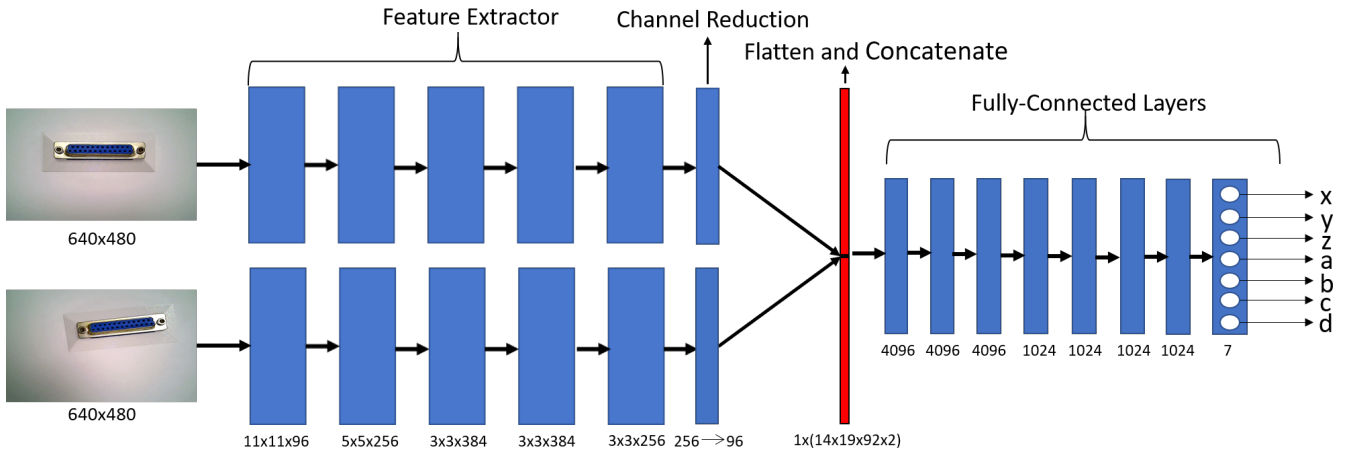 Feature Extractor
Channel Reduction
Flatten and Concatenate
Fully-Connected Layers
640x480
640x480
11x11x96
5x5x256
3x3x384
3x3x384
3x3x256
256→96
1x(14x19x92x2)
4096
4096
4096
1024
1024
1024
1024
7
x
y
z
a
b
c
d